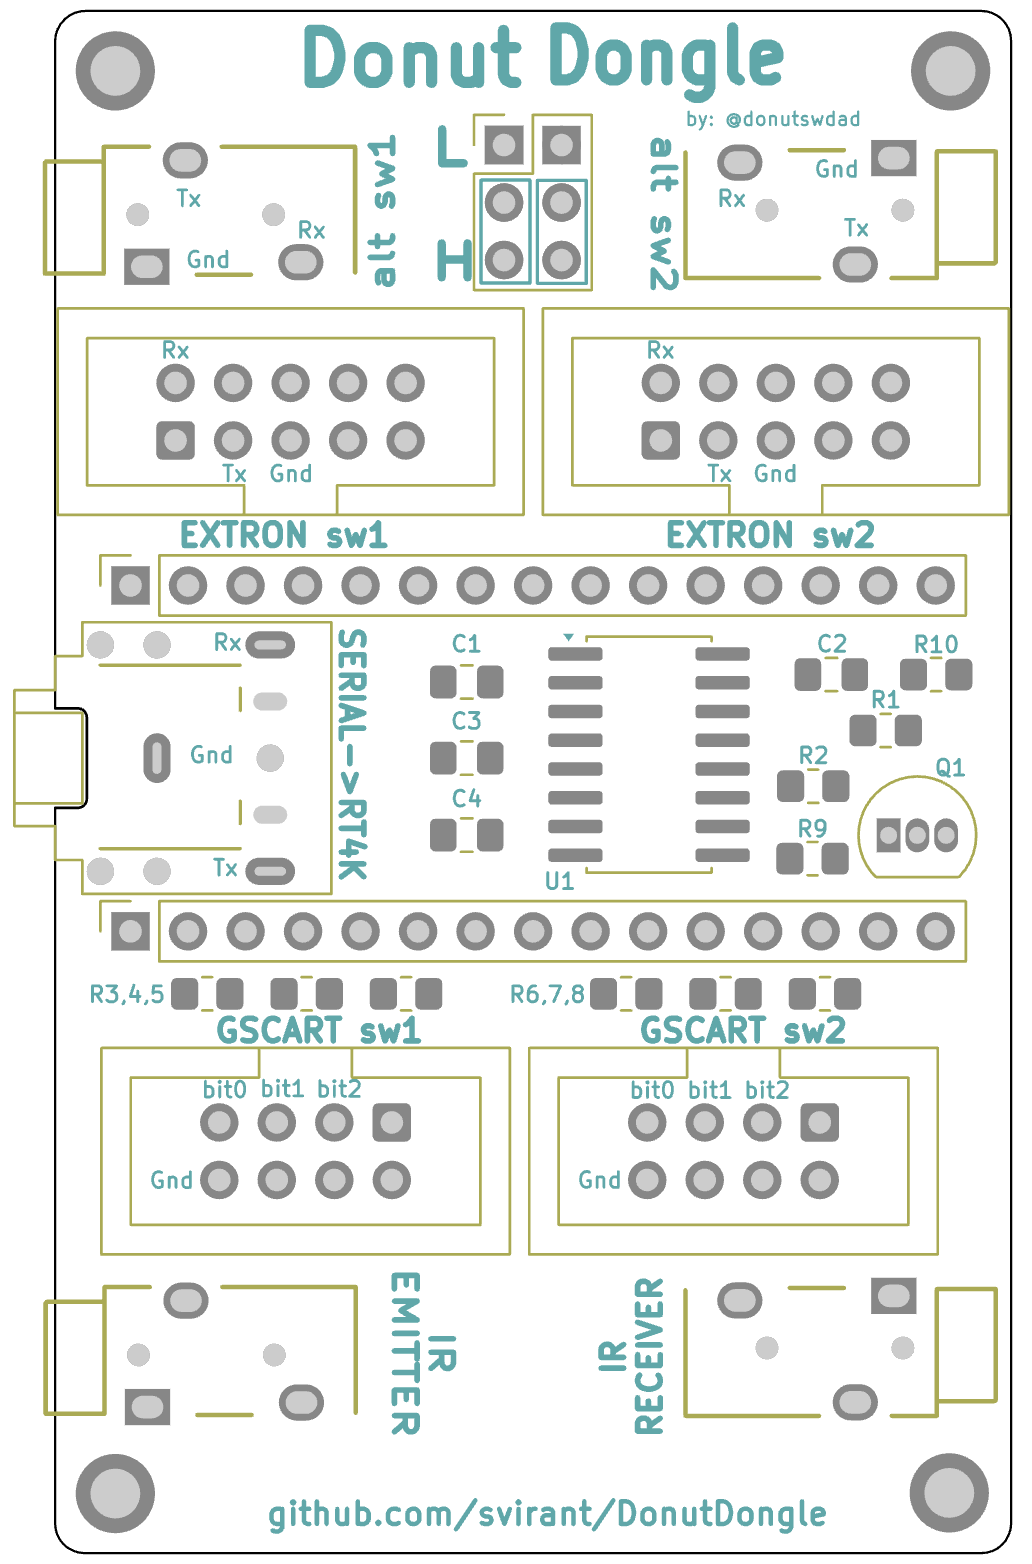 Donut Dongle
by: @donutswdad
alt sw1
L
H
alt sw2
Tx
Rx
Gnd
Gnd
Rx
Tx
Rx
Tx
Gnd
Rx
Tx
Gnd
EXTRON sw1
EXTRON sw2
Rx
Gnd
Tx
SERIAL->RT4K
C1
C3
C4
U1
C2
R10
R1
R2
Q1
R9
R3,4,5
R6,7,8
GSCART sw1
GSCART sw2
bit0 bit1 bit2
Gnd
bit0 bit1 bit2
Gnd
IR
EMITTER
IR
RECEIVER
github.com/svirant/DonutDongle